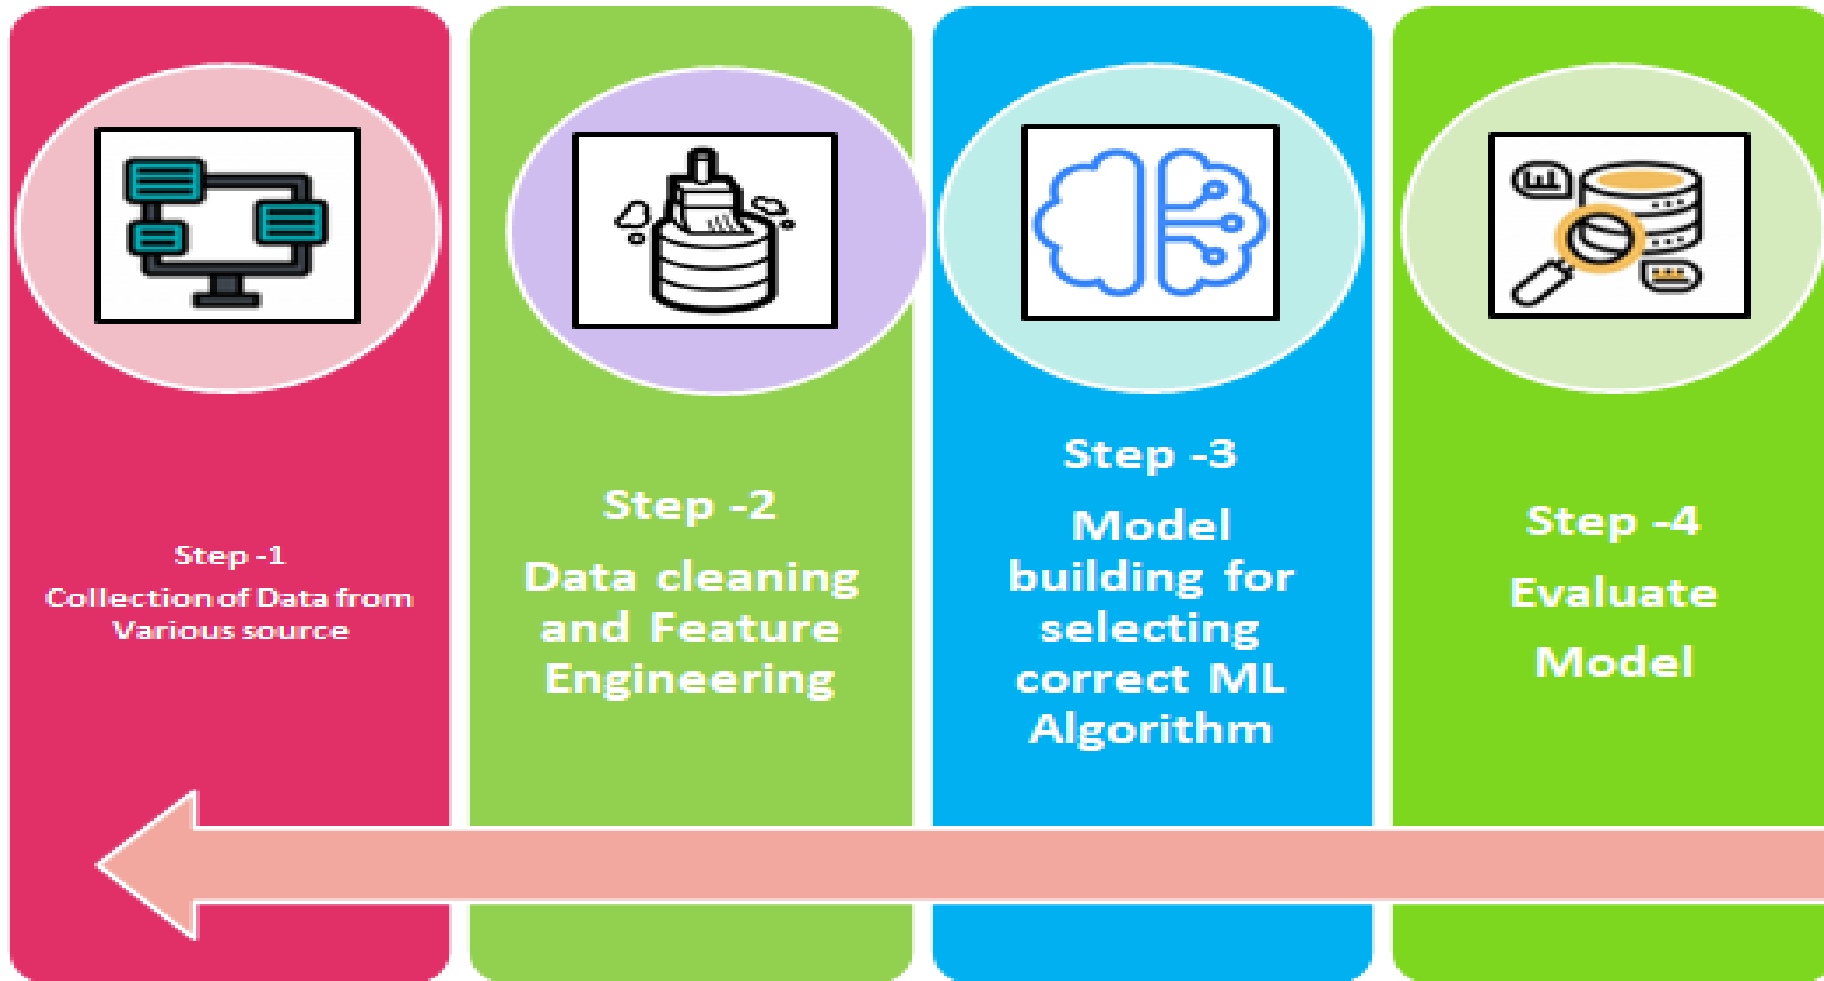 Step -1
Collection of Data from
Various source
Step -2
Data cleaning
and Feature
Engineering
Step -3
Model
building for
selecting
correct ML
Algorithm
Step -4
Evaluate
Model